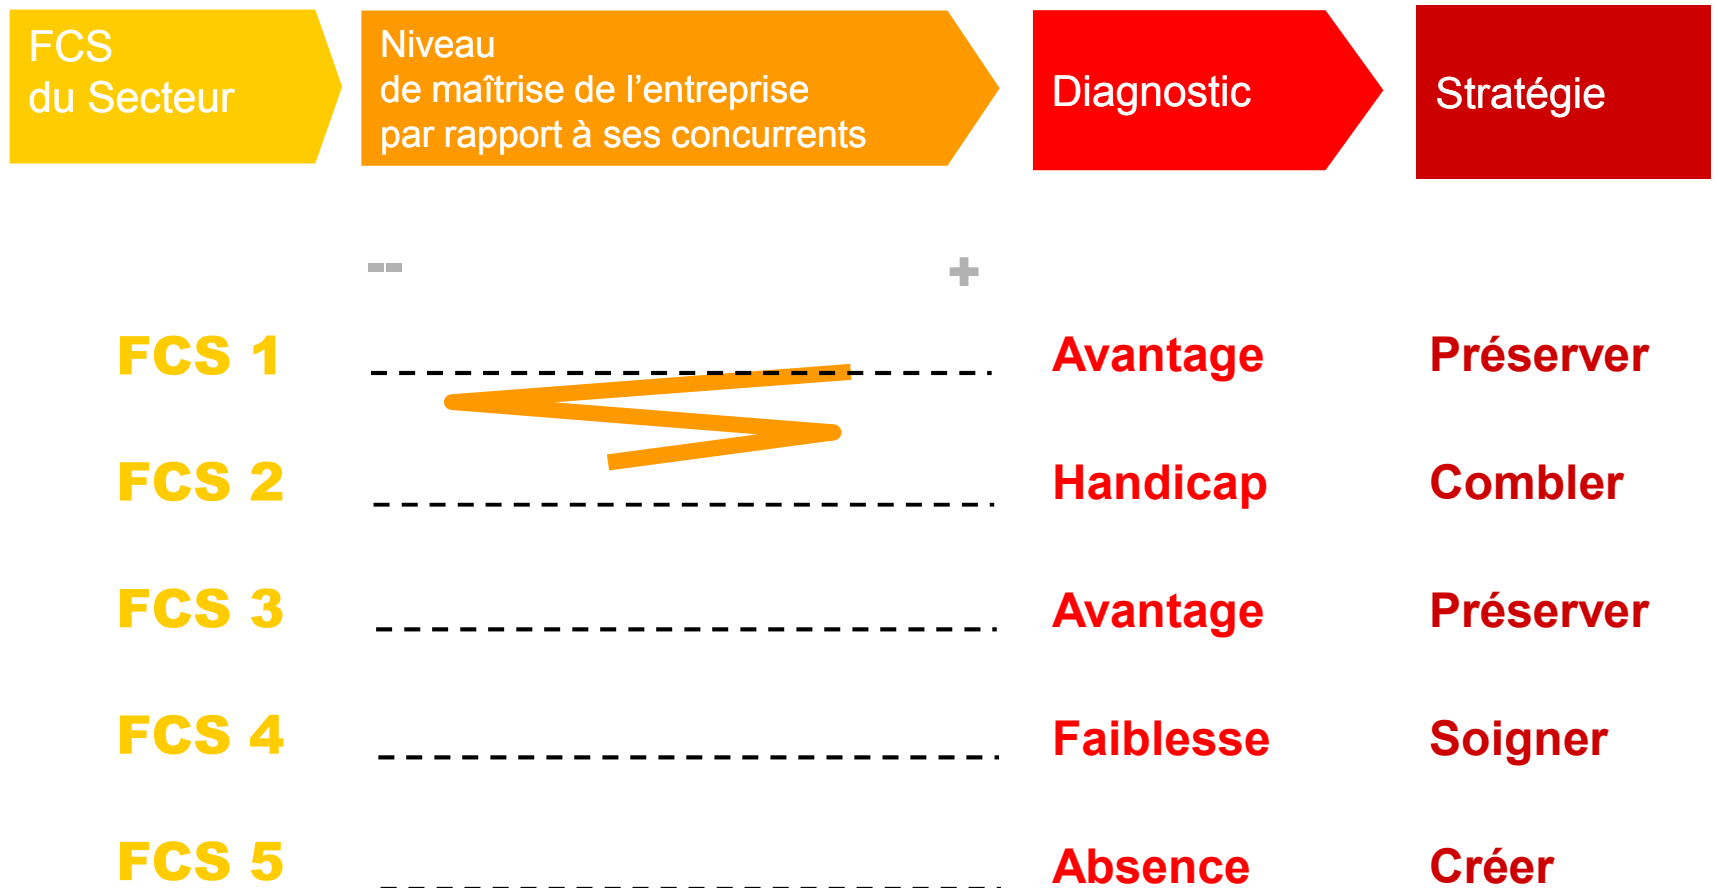 FCS
du Secteur
Niveau
de maîtrise de l’entreprise
par rapport à ses concurrents
Diagnostic
Stratégie
-- +
FCS 1 Avantage Préserver
FCS 2 Handicap Combler
FCS 3 Avantage Préserver
FCS 4 Faiblesse Soigner
FCS 5 Absence Créer